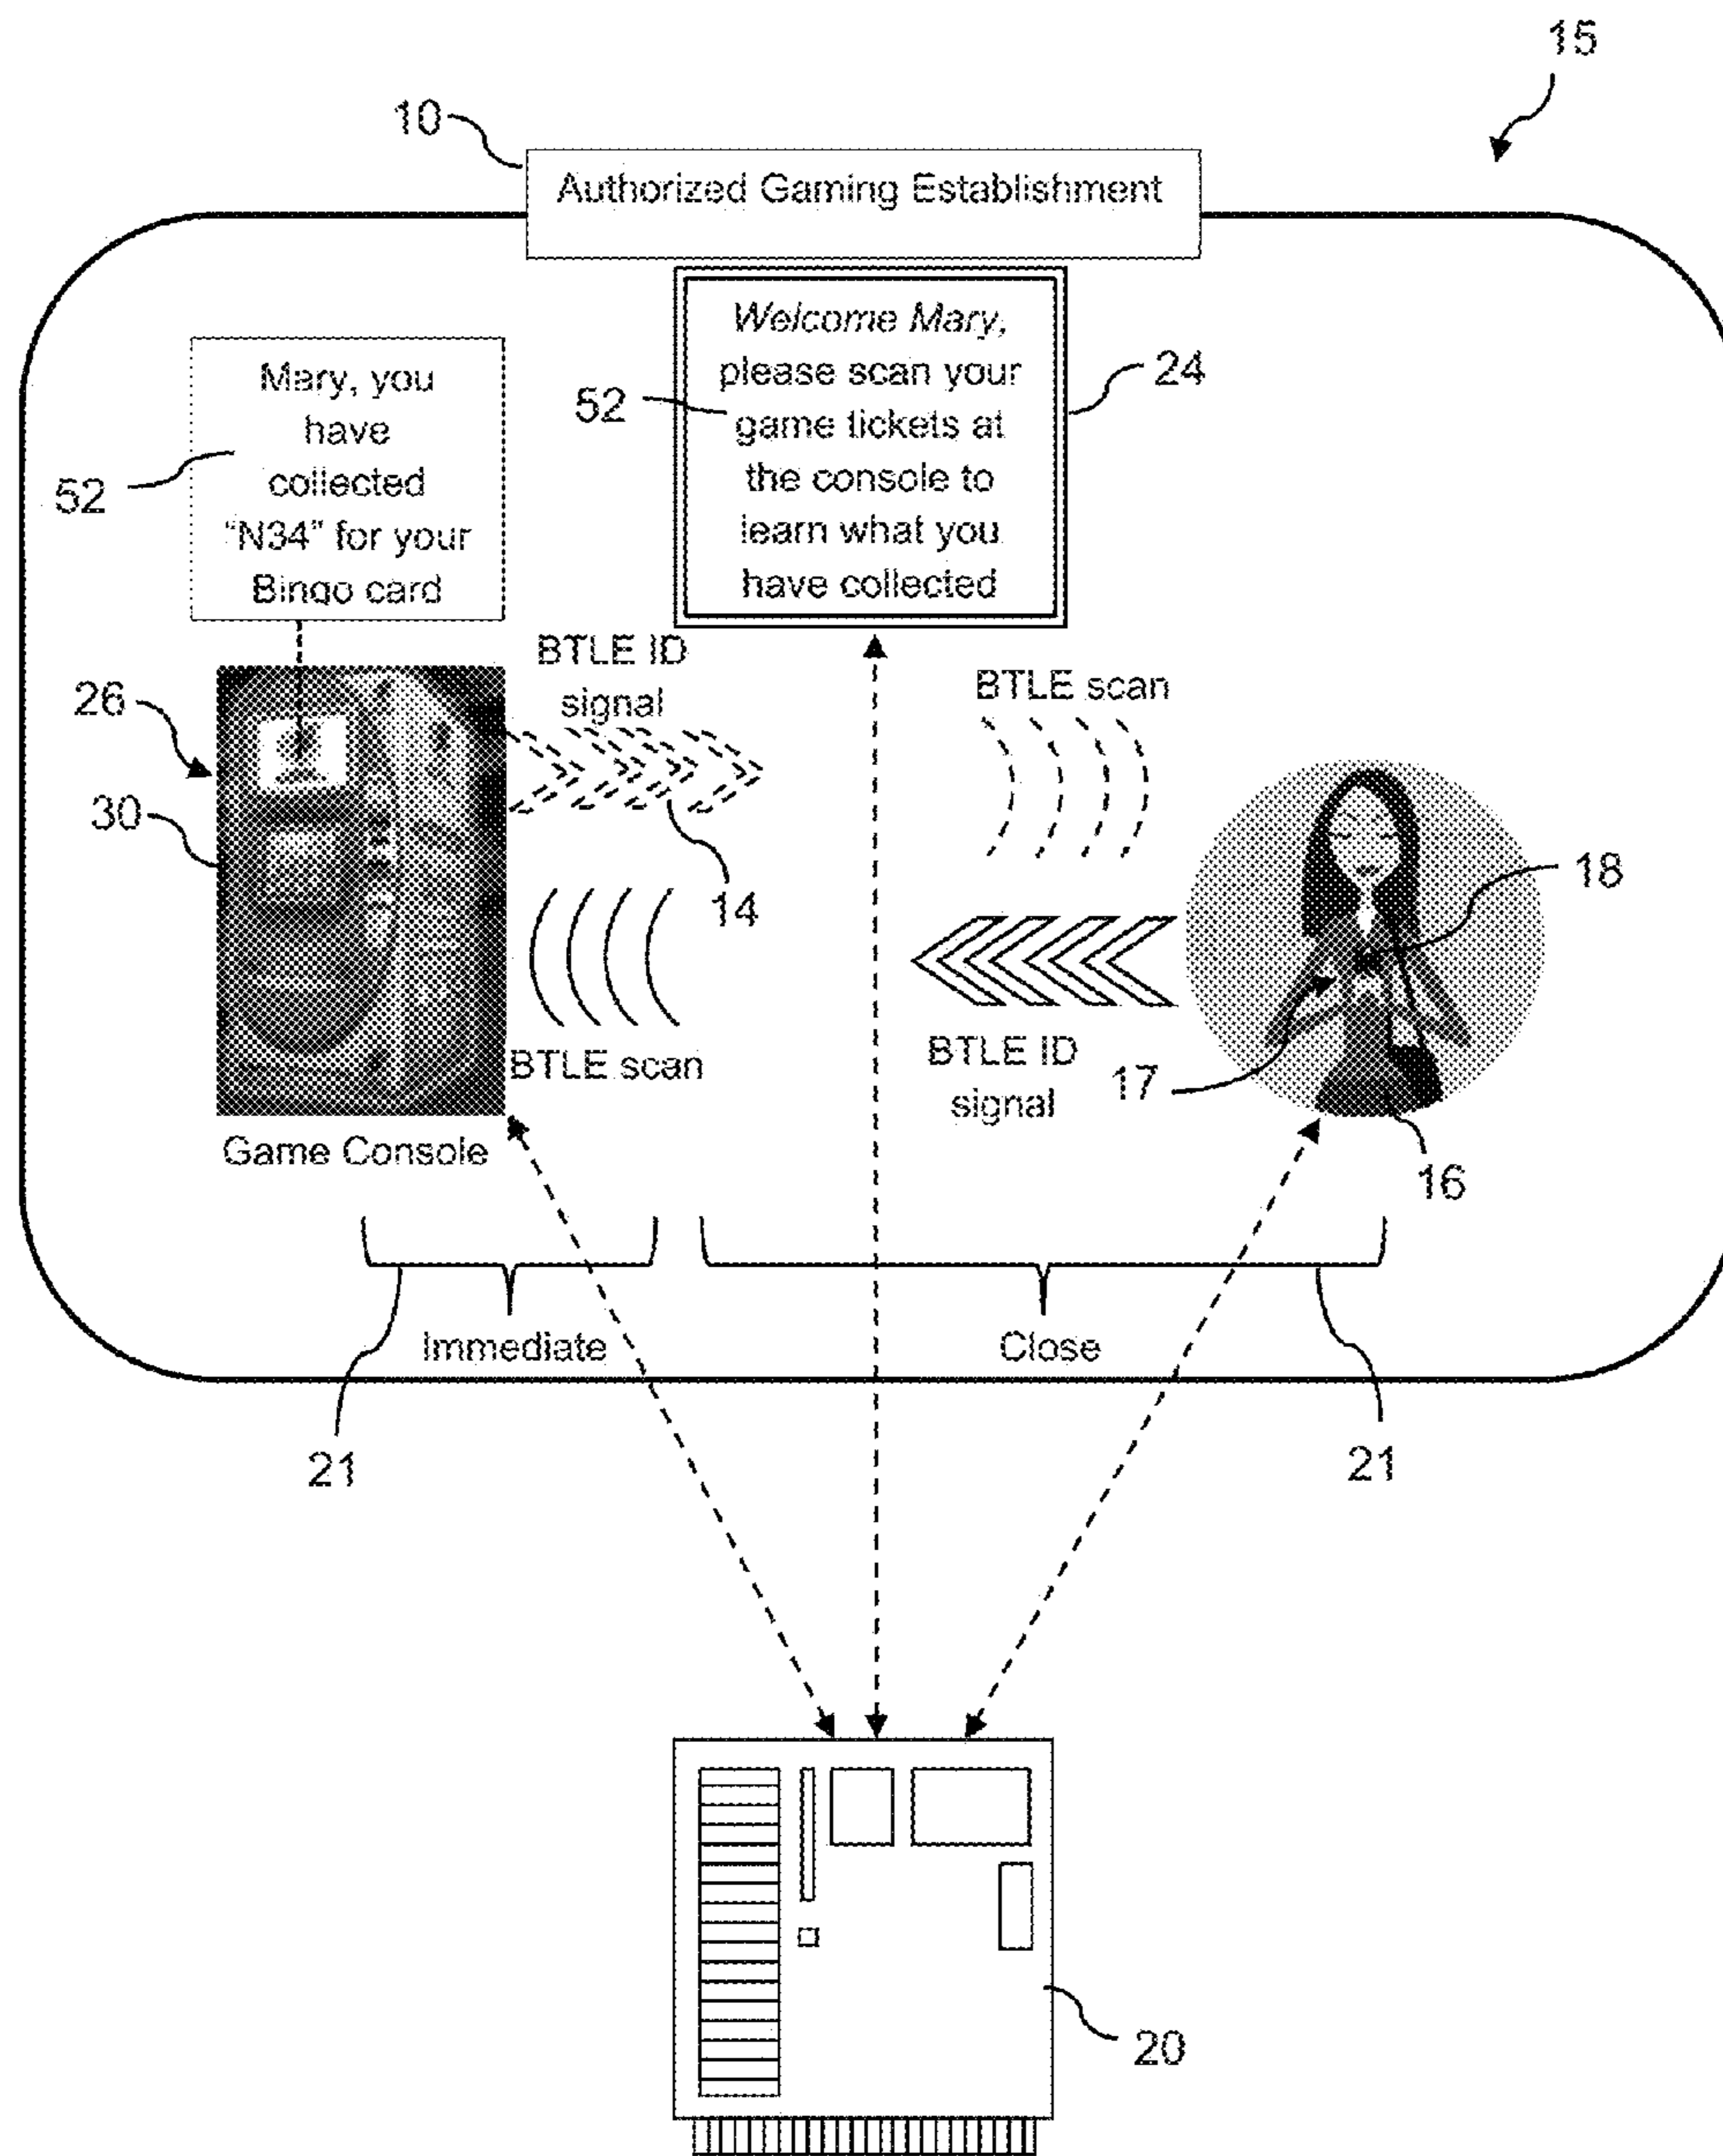 15
10
Authorized Gaming Establishment
Mary, you
have
collected
“N34” for your
Bingo card
52
Welcome Mary,
please scan your
game tickets at
the console to
learn what you
have collected
52
24
BTLE ID
signal
BTLE scan
26
30
14
18
BTLE scan
BTLE ID
signal
17
Game Console
16
Immediate
Close
21
21
20